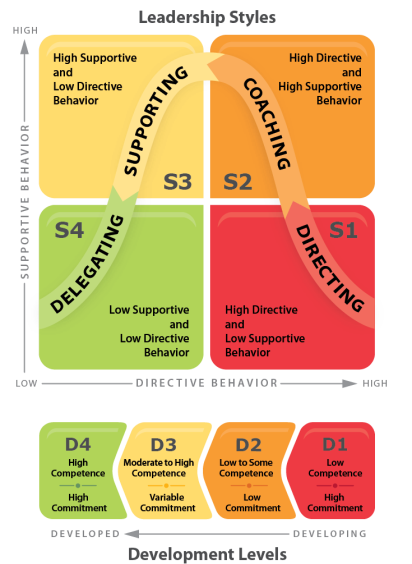 Leadership Styles
HIGH
High Supportive
and
Low Directive
Behavior
High Directive
and
High Supportive
Behavior
SUPPORTING
COACHING
S3
S2
SUPPORTIVE BEHAVIOR
S4
S1
DELEGATING
DIRECTING
Low Supportive
and
Low Directive
Behavior
High Directive
and
Low Supportive
Behavior
LOW
DIRECTIVE BEHAVIOR
HIGH
D4
High
Competence
High
Commitment
D3
Moderate to High
Competence
Variable
Commitment
D2
Low to Some
Competence
Low
Commitment
D1
Low
Competence
High
Commitment
DEVELOPED
DEVELOPING
Development Levels